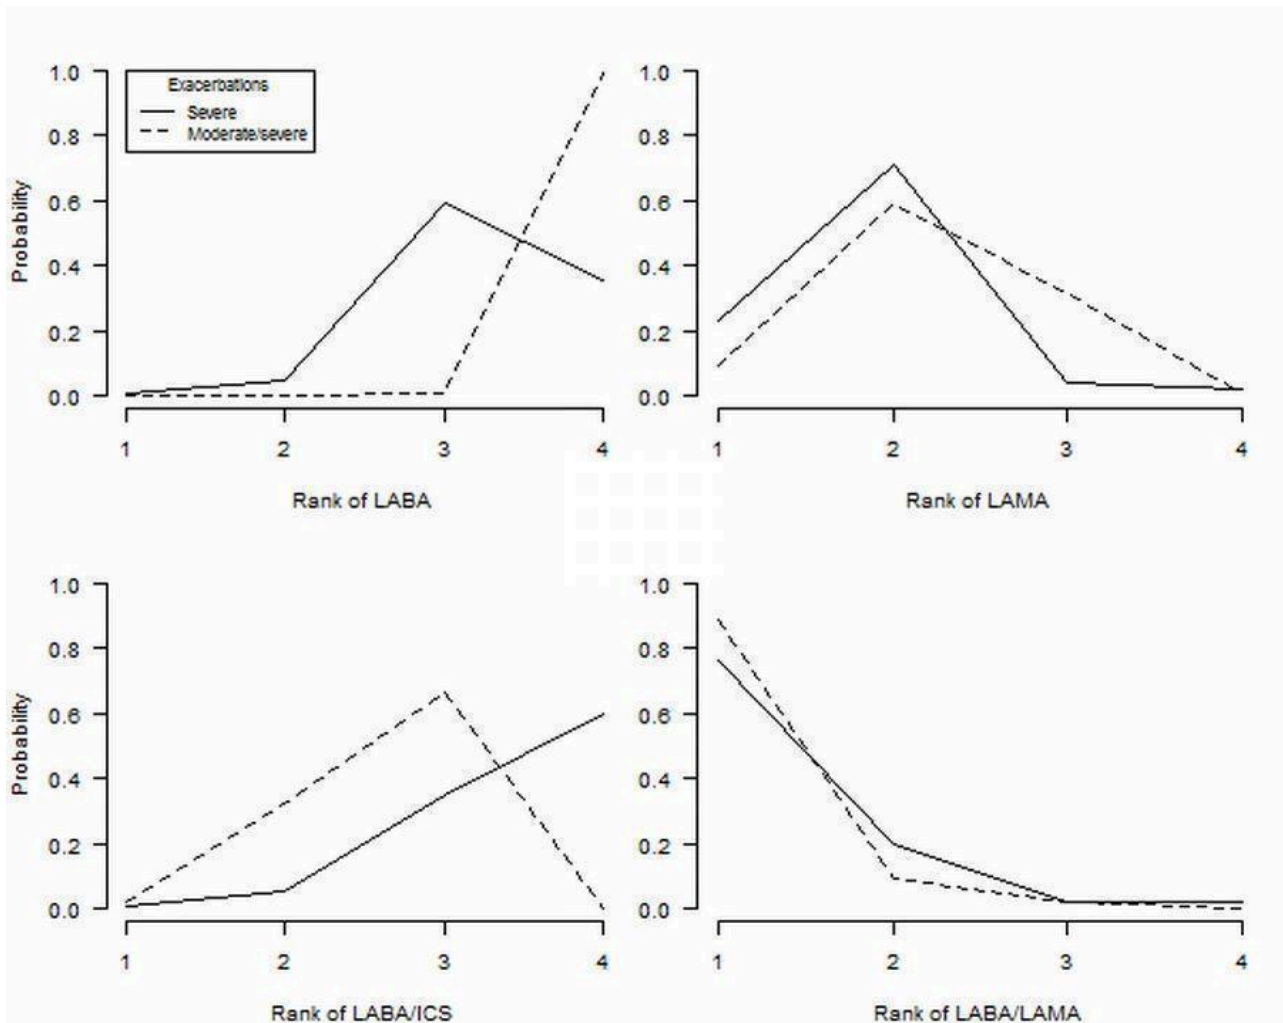 1.0
0.8
0.6
0.4
0.2
0.0
Probability
Exacerbations
Severe
Moderate/severe
1 2 3 4
Rank of LABA
1.0
0.8
0.6
0.4
0.2
0.0
1 2 3 4
Rank of LAMA
1.0
0.8
0.6
0.4
0.2
0.0
Probability
1 2 3 4
Rank of LABA/ICS
1.0
0.8
0.6
0.4
0.2
0.0
1 2 3 4
Rank of LABA/LAMA